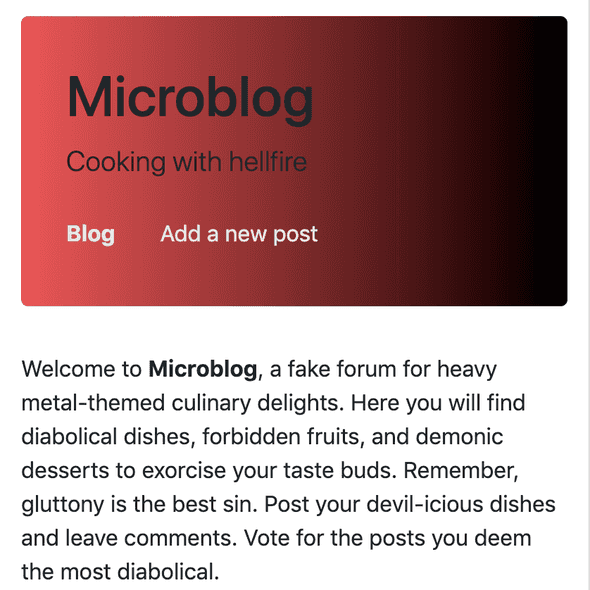 Microblog
Cooking with hellfire
Blog Add a new post
Welcome to Microblog, a fake forum for heavy
metal-themed culinary delights. Here you will find
diabolical dishes, forbidden fruits, and demonic
desserts to exorcise your taste buds. Remember,
gluttony is the best sin. Post your devil-icious dishes
and leave comments. Vote for the posts you deem
the most diabolical.